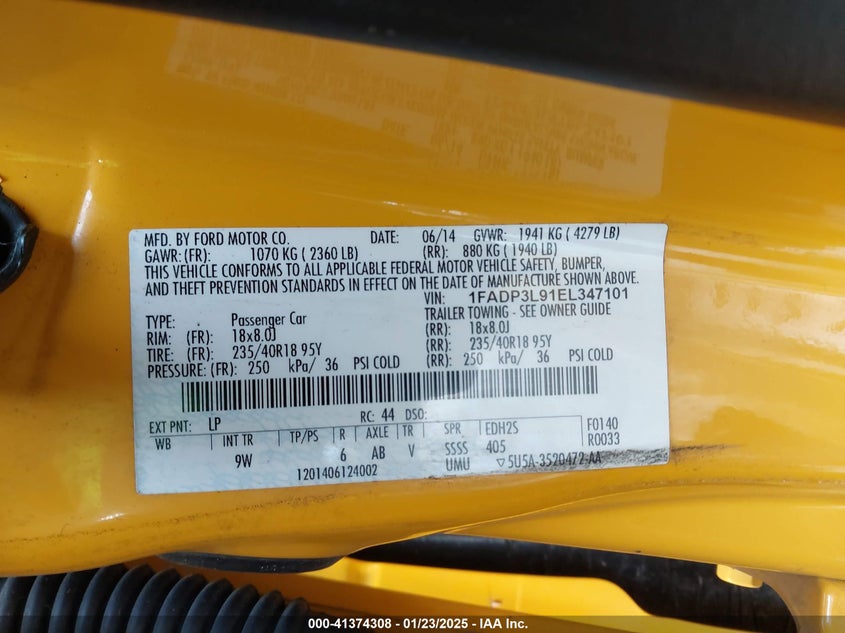 MFD. BY FORD MOTOR CO. DATE: 06/14 GVWR: 1941 KG ( 4279 LB)
GAWR:(FR): 1070 KG ( 2360 LB) (RR): 880 KG ( 1940 LB)
THIS VEHICLE CONFORMS TO ALL APPLICABLE FEDERAL MOTOR VEHICLE SAFETY, BUMPER,
AND THEFT PREVENTION STANDARDS IN EFFECT ON THE DATE OF MANUFACTURE SHOWN ABOVE.
VIN: 1FADP3L91EL347101
TYPE: Passenger Car TRAILER TOWING - SEE OWNER GUIDE
RIM: (FR): 18x8.0J (RR): 18x8.0J
TIRE: (FR): 235/40R18 95Y (RR): 235/40R18 95Y
PRESSURE: (FR): 250 kPa/ 36 PSI COLD (RR): 250 kPa/ 36 PSI COLD
EXT PNT: LP RC: 44 DSO:
WB INT TR TP/PS R AXLE TR SPR EDH2S F0140
9W 6 AB V SSSS 405 R0033
1201406124002 UMU ▽5U5A-3520472-AA
000-41374308 - 01/23/2025 - IAA Inc.